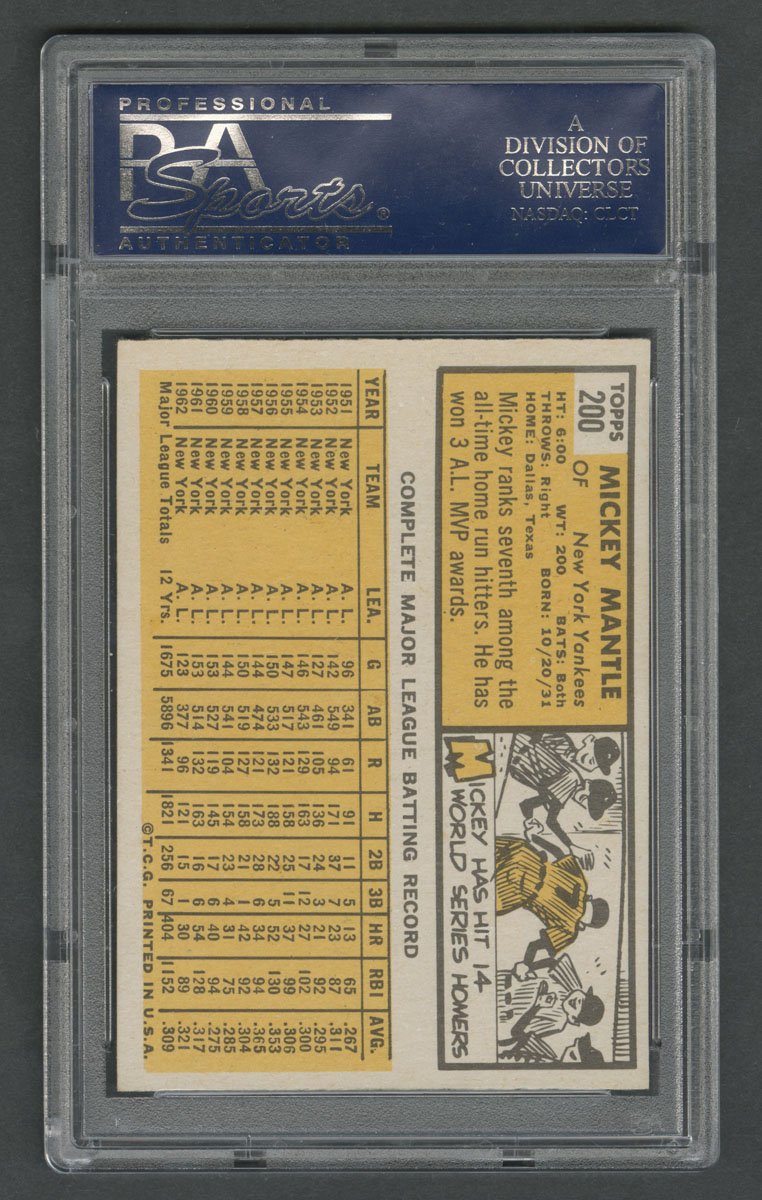 PROFESSIONAL
PSA
Sports®
AUTHENTICATOR
A
DIVISION OF
COLLECTORS
UNIVERSE
NASDAQ: CLCT
TOPPS
200
MICKEY MANTLE
OF New York Yankees
HT: 6:00 WT: 200 BATS: Both
THROWS: Right BORN: 10/20/31
HOME: Dallas, Texas
Mickey ranks seventh among the
all-time home run hitters. He has
won 3 A.L. MVP awards.
7
MICKEY HAS HIT 14
WORLD SERIES HOMERS
COMPLETE MAJOR LEAGUE BATTING RECORD
YEAR TEAM LEA. G AB R H 2B 3B HR RBI AVG.
1951 New York A. L. 96 341 61 91 11 5 13 65 .267
1952 New York A. L. 142 549 94 171 37 7 23 87 .311
1953 New York A. L. 127 461 105 136 24 3 21 92 .295
1954 New York A. L. 146 543 129 163 17 12 27 102 .300
1955 New York A. L. 147 517 121 158 25 11 37 99 .306
1956 New York A. L. 150 533 132 188 22 5 52 130 .353
1957 New York A. L. 144 474 121 173 28 6 34 94 .365
1958 New York A. L. 150 519 127 158 21 1 42 97 .304
1959 New York A. L. 144 541 104 154 23 4 31 75 .285
1960 New York A. L. 153 527 119 145 17 6 40 94 .275
1961 New York A. L. 153 514 132 163 16 6 54 128 .317
1962 New York A. L. 123 377 96 121 15 1 30 89 .321
Major League Totals 12 Yrs. 1675 5896 1341 1821 256 67 404 1152 .309
©T.C.G. PRINTED IN U.S.A.